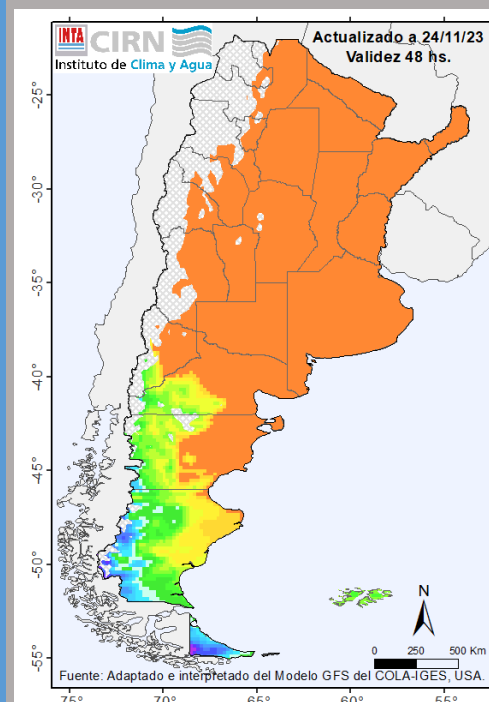 INTA CIRN
Instituto de Clima y Agua
Actualizado a 24/11/23
Validez 48 hs.
-25°
-30°
-35°
-40°
-45°
-50°
-55°
N
0 250 500 Km
Fuente: Adaptado e interpretado del Modelo GFS del COLA-IGES, USA.
-75° -70° -65° -60° -55°